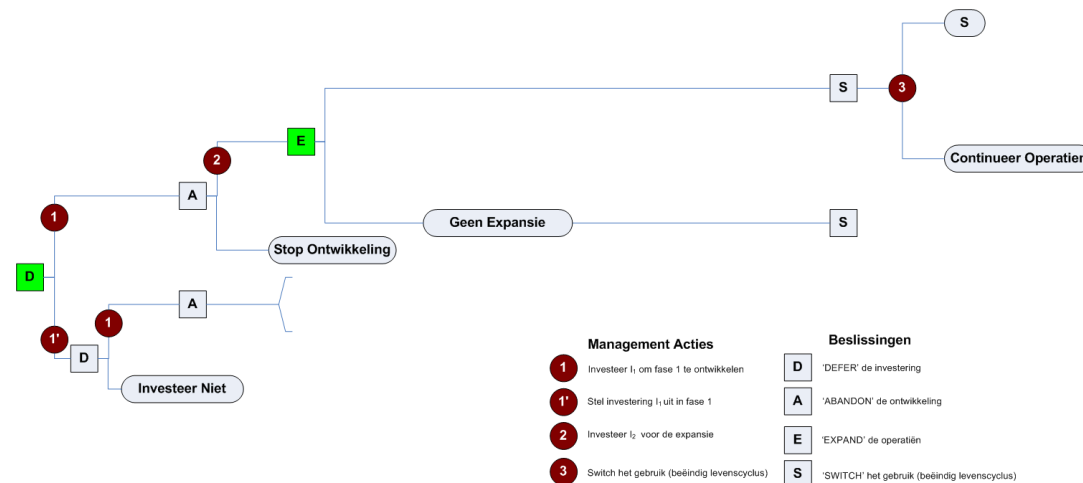 S
3
S
2
E
Continueer Operatien
1
A
Geen Expansie
S
Stop Ontwikkeling
D
1
A
1'
D
Investeer Niet
Management Acties
Beslissingen
1 Investeer I₁ om fase 1 te ontwikkelen
D 'DEFER' de investering
1' Stel investering I₁ uit in fase 1
A 'ABANDON' de ontwikkeling
2 Investeer I₂ voor de expansie
E 'EXPAND' de operatiën
3 Switch het gebruik (beëindig levenscyclus)
S 'SWITCH' het gebruik (beëindig levenscyclus)